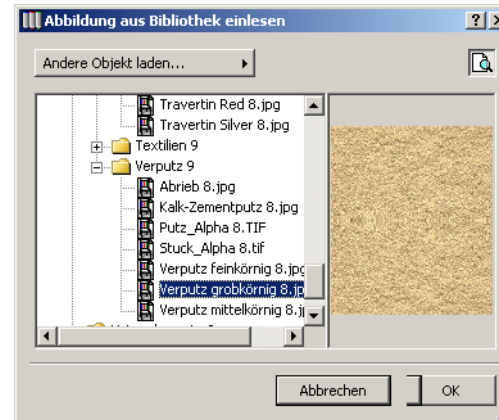 Abbildung aus Bibliothek einlesen
Andere Objekt laden...
Travertin Red 8.jpg
Travertin Silver 8.jpg
Textilien 9
Verputz 9
Abrieb 8.jpg
Kalk-Zementputz 8.jpg
Putz_Alpha 8.TIF
Stuck_Alpha 8.tif
Verputz feinkörnig 8.jpg
Verputz grobkörnig 8.jp
Verputz mittelkörnig 8.j
Abbrechen
OK